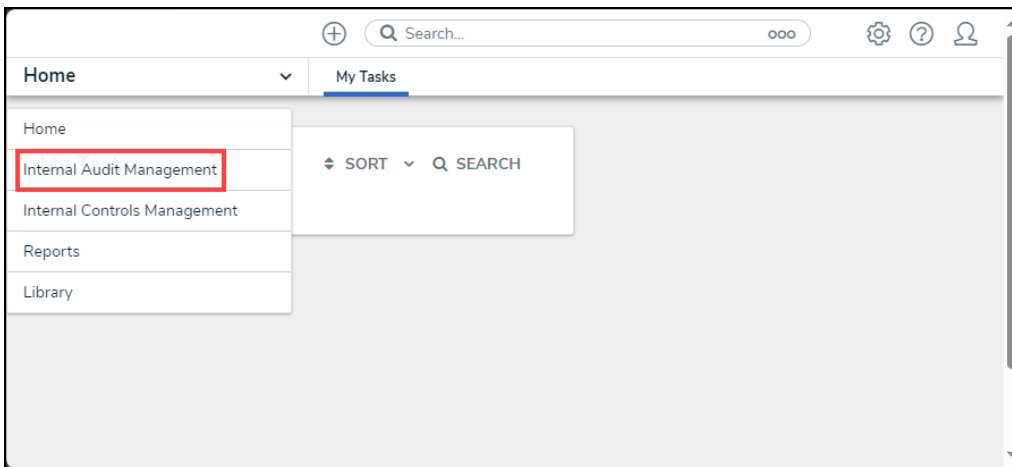 Search...
Home
My Tasks
Home
Internal Audit Management
SORT SEARCH
Internal Controls Management
Reports
Library